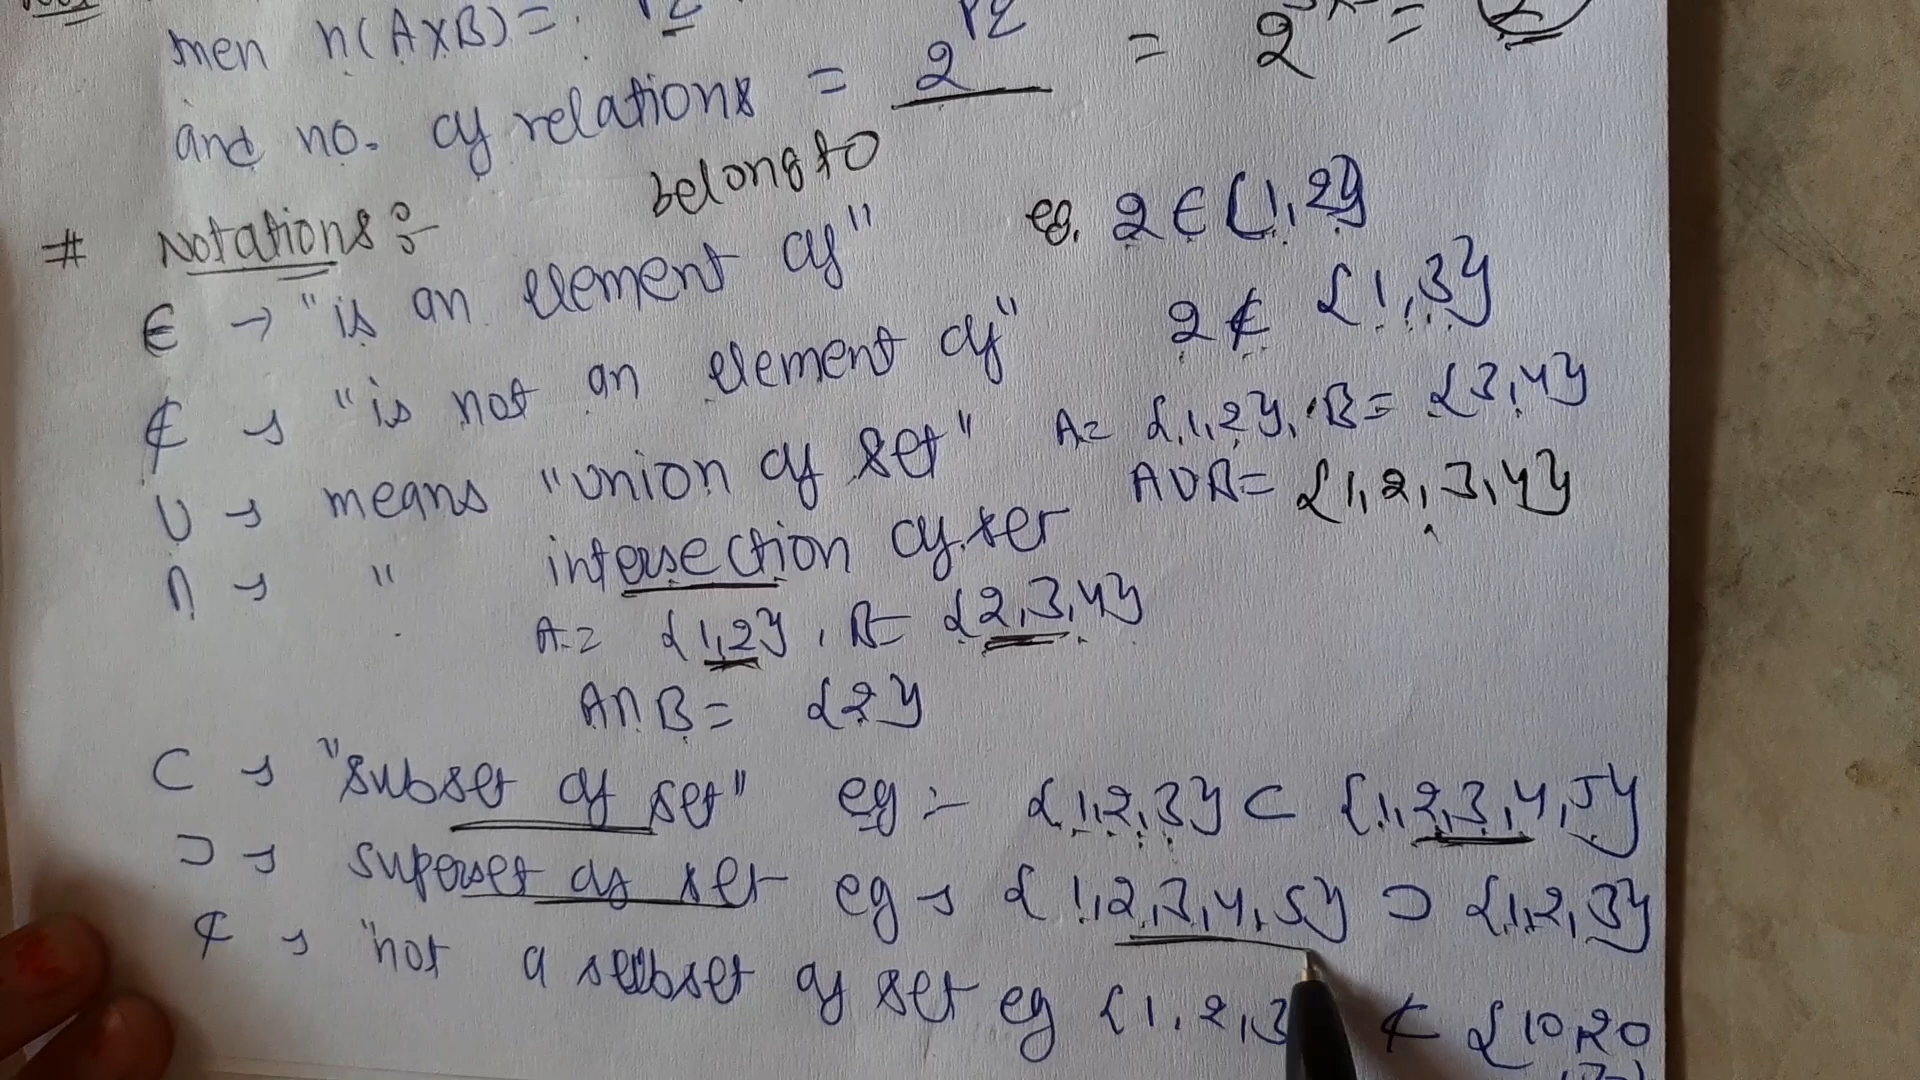 then n(A×B) = 12
and no. of relations = 2^12 = 2
belong to
# Notations :-
∈ → "is an element of" eg. 2 ∈ {1,2}
∉ → "is not an element of" 2 ∉ {1,3}
∪ → means "union of set" A = {1,2}, B = {3,4}
A∪B = {1,2,3,4}
∩ → " intersection of set
A = {1,2}, B = {2,3,4}
A∩B = {2}
⊂ → "subset of set" eg :- {1,2,3} ⊂ {1,2,3,4,5}
⊃ → superset of set eg → {1,2,3,4,5} ⊃ {1,2,3}
⊄ → "not a subset of set eg {1,2,3 ⊄ {10,20